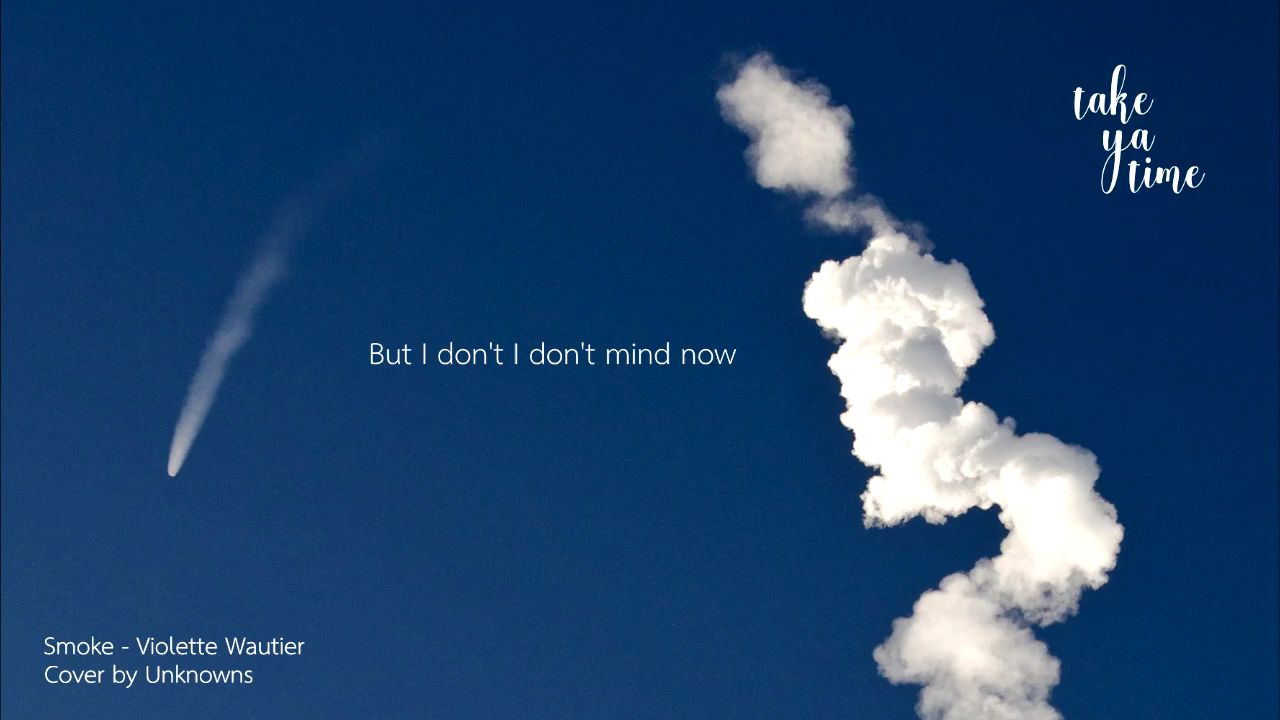 take
ya
time
But I don't I don't mind now
Smoke - Violette Wautier
Cover by Unknowns